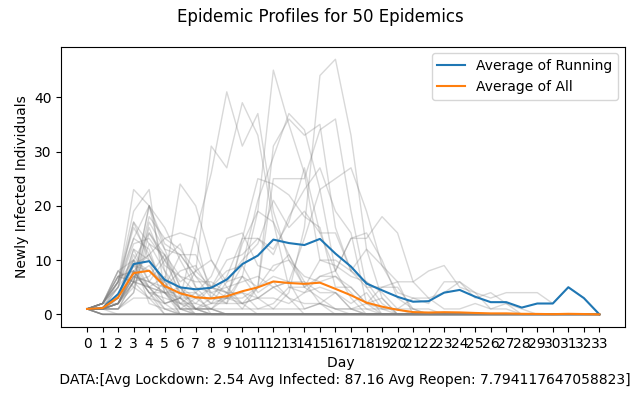 Epidemic Profiles for 50 Epidemics
Average of Running
Average of All
Newly Infected Individuals
40
30
20
10
0
0 1 2 3 4 5 6 7 8 9 10 11 12 13 14 15 16 17 18 19 20 21 22 23 24 25 26 27 28 29 30 31 32 33
Day
DATA:[Avg Lockdown: 2.54 Avg Infected: 87.16 Avg Reopen: 7.794117647058823]